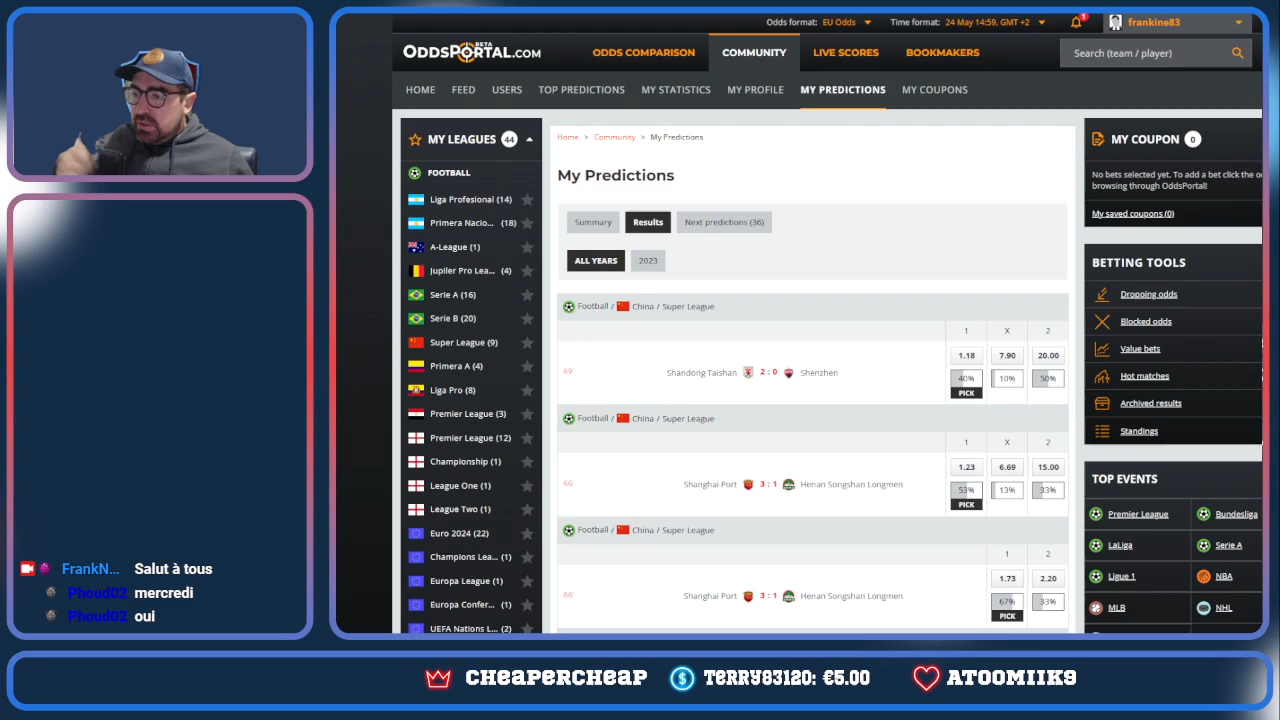 Odds format: EU Odds
Time format: 24 May 14:59, GMT +2
1
frankine83
BETA
ODDSPORTAL.COM
ODDS COMPARISON
COMMUNITY
LIVE SCORES
BOOKMAKERS
Search (team / player)
HOME
FEED
USERS
TOP PREDICTIONS
MY STATISTICS
MY PROFILE
MY PREDICTIONS
MY COUPONS
MY LEAGUES 44
FOOTBALL
Liga Profesional (14)
Primera Nacio... (18)
A-League (1)
Jupiler Pro Lea... (4)
Serie A (16)
Serie B (20)
Super League (9)
Primera A (4)
Liga Pro (8)
Premier League (3)
Premier League (12)
Championship (1)
League One (1)
League Two (1)
Euro 2024 (22)
Champions Lea... (1)
Europa League (1)
Europa Confer... (1)
UEFA Nations L... (2)
Home > Community > My Predictions
My Predictions
Summary
Results
Next predictions (36)
ALL YEARS
2023
Football / China / Super League
1 X 2
69' Shandong Taishan 2 : 0 Shenzhen 1.18 7.90 20.00
40% 10% 50%
PICK
Football / China / Super League
1 X 2
66' Shanghai Port 3 : 1 Henan Songshan Longmen 1.23 6.69 15.00
53% 13% 33%
PICK
Football / China / Super League
1 2
66' Shanghai Port 3 : 1 Henan Songshan Longmen 1.73 2.20
67% 33%
PICK
MY COUPON 0
No bets selected yet. To add a bet click the
browsing through OddsPortal!
My saved coupons (0)
BETTING TOOLS
Dropping odds
Blocked odds
Value bets
Hot matches
Archived results
Standings
TOP EVENTS
Premier League
Bundesliga
LaLiga
Serie A
Ligue 1
NBA
MLB
NHL
FrankN... Salut à tous
Phoud02 mercredi
Phoud02 oui
CHEAPERCHEAP
TERRY83120: €5.00
ATOOMIIK9